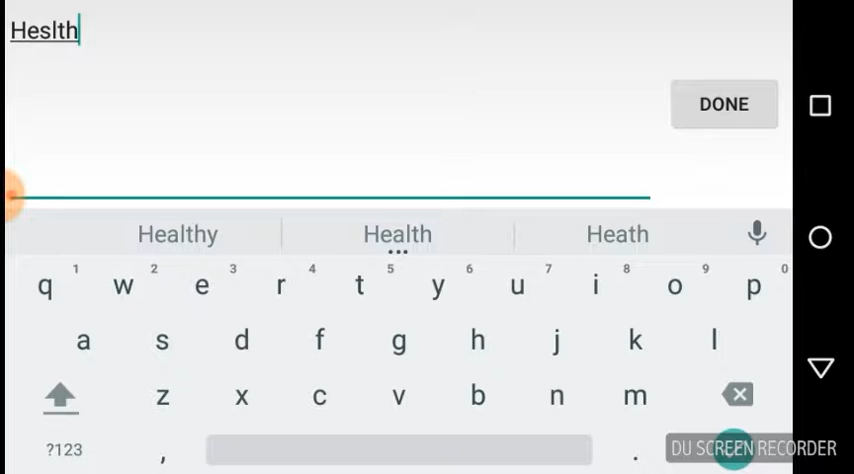 Heslth
DONE
Healthy Health Heath
1 2 3 4 5 6 7 8 9 0
q w e r t y u i o p
a s d f g h j k l
z x c v b n m
?123 , . DU SCREEN RECORDER